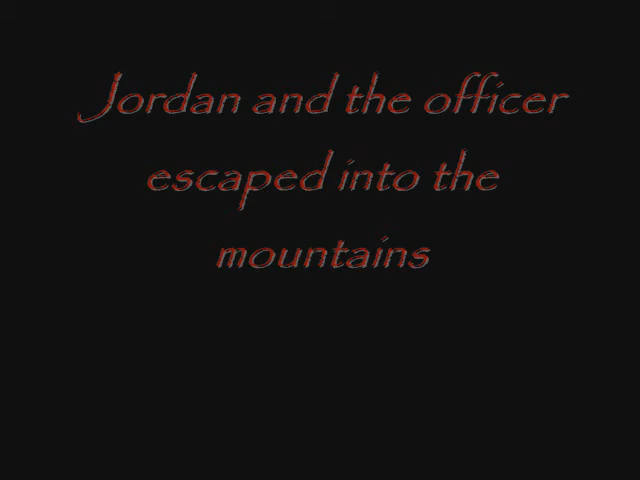 Jordan and the officer
escaped into the
mountains